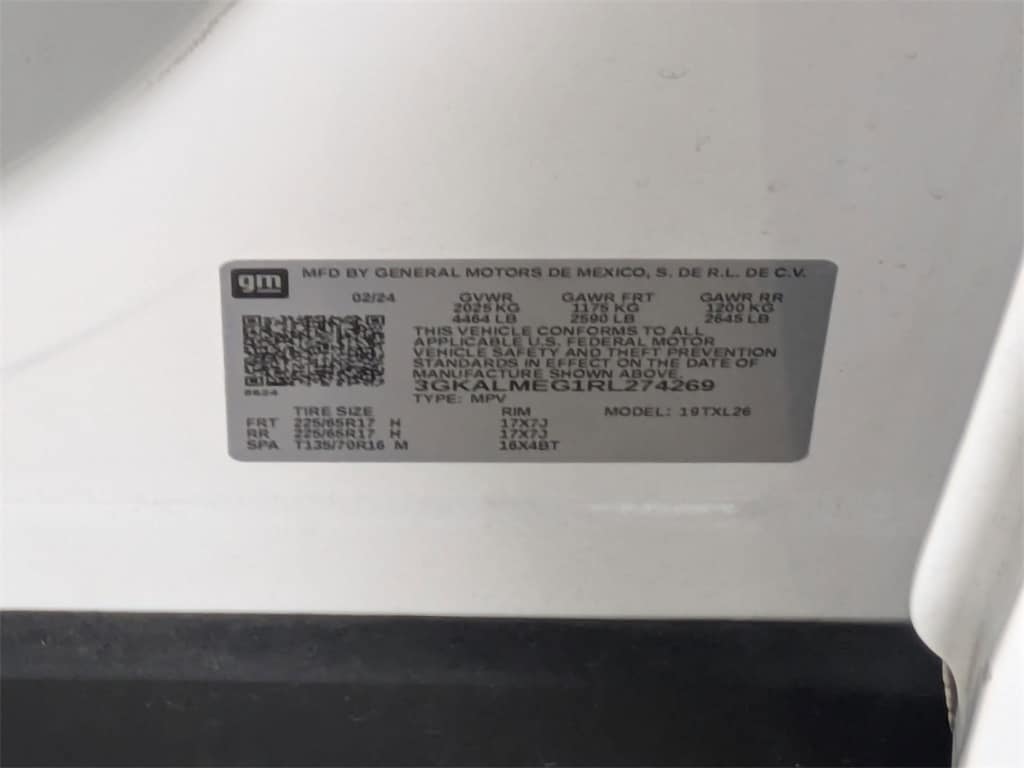 gm MFD BY GENERAL MOTORS DE MEXICO, S. DE R.L. DE C.V.
02/24 GVWR GAWR FRT GAWR RR
2025 KG 1175 KG 1200 KG
4464 LB 2590 LB 2645 LB
THIS VEHICLE CONFORMS TO ALL
APPLICABLE U.S. FEDERAL MOTOR
VEHICLE SAFETY AND THEFT PREVENTION
STANDARDS IN EFFECT ON THE DATE OF
MANUFACTURE SHOWN ABOVE.
3GKALMEG1RL274269
TYPE: MPV
TIRE SIZE RIM MODEL: 19TXL26
FRT 225/65R17 H 17X7J
RR 225/65R17 H 17X7J
SPA T135/70R16 M 16X4BT